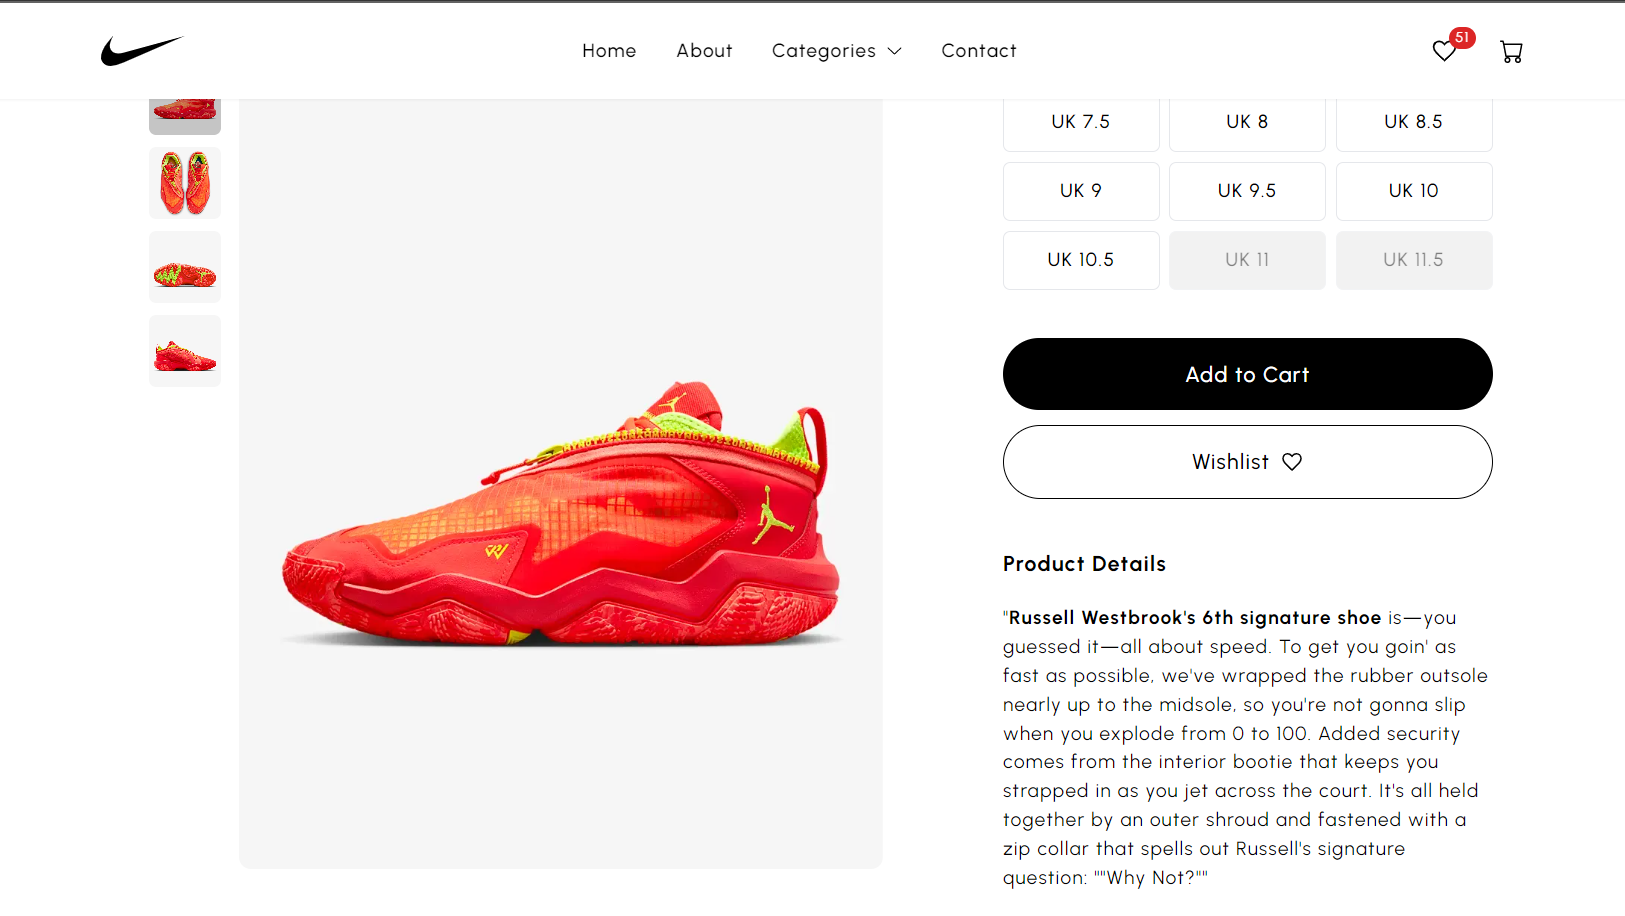 Home About Categories Contact
51
UK 7.5 UK 8 UK 8.5
UK 9 UK 9.5 UK 10
UK 10.5 UK 11 UK 11.5
Add to Cart
Wishlist
Product Details
"Russell Westbrook's 6th signature shoe is—you
guessed it—all about speed. To get you goin' as
fast as possible, we've wrapped the rubber outsole
nearly up to the midsole, so you're not gonna slip
when you explode from 0 to 100. Added security
comes from the interior bootie that keeps you
strapped in as you jet across the court. It's all held
together by an outer shroud and fastened with a
zip collar that spells out Russell's signature
question: ""Why Not?""